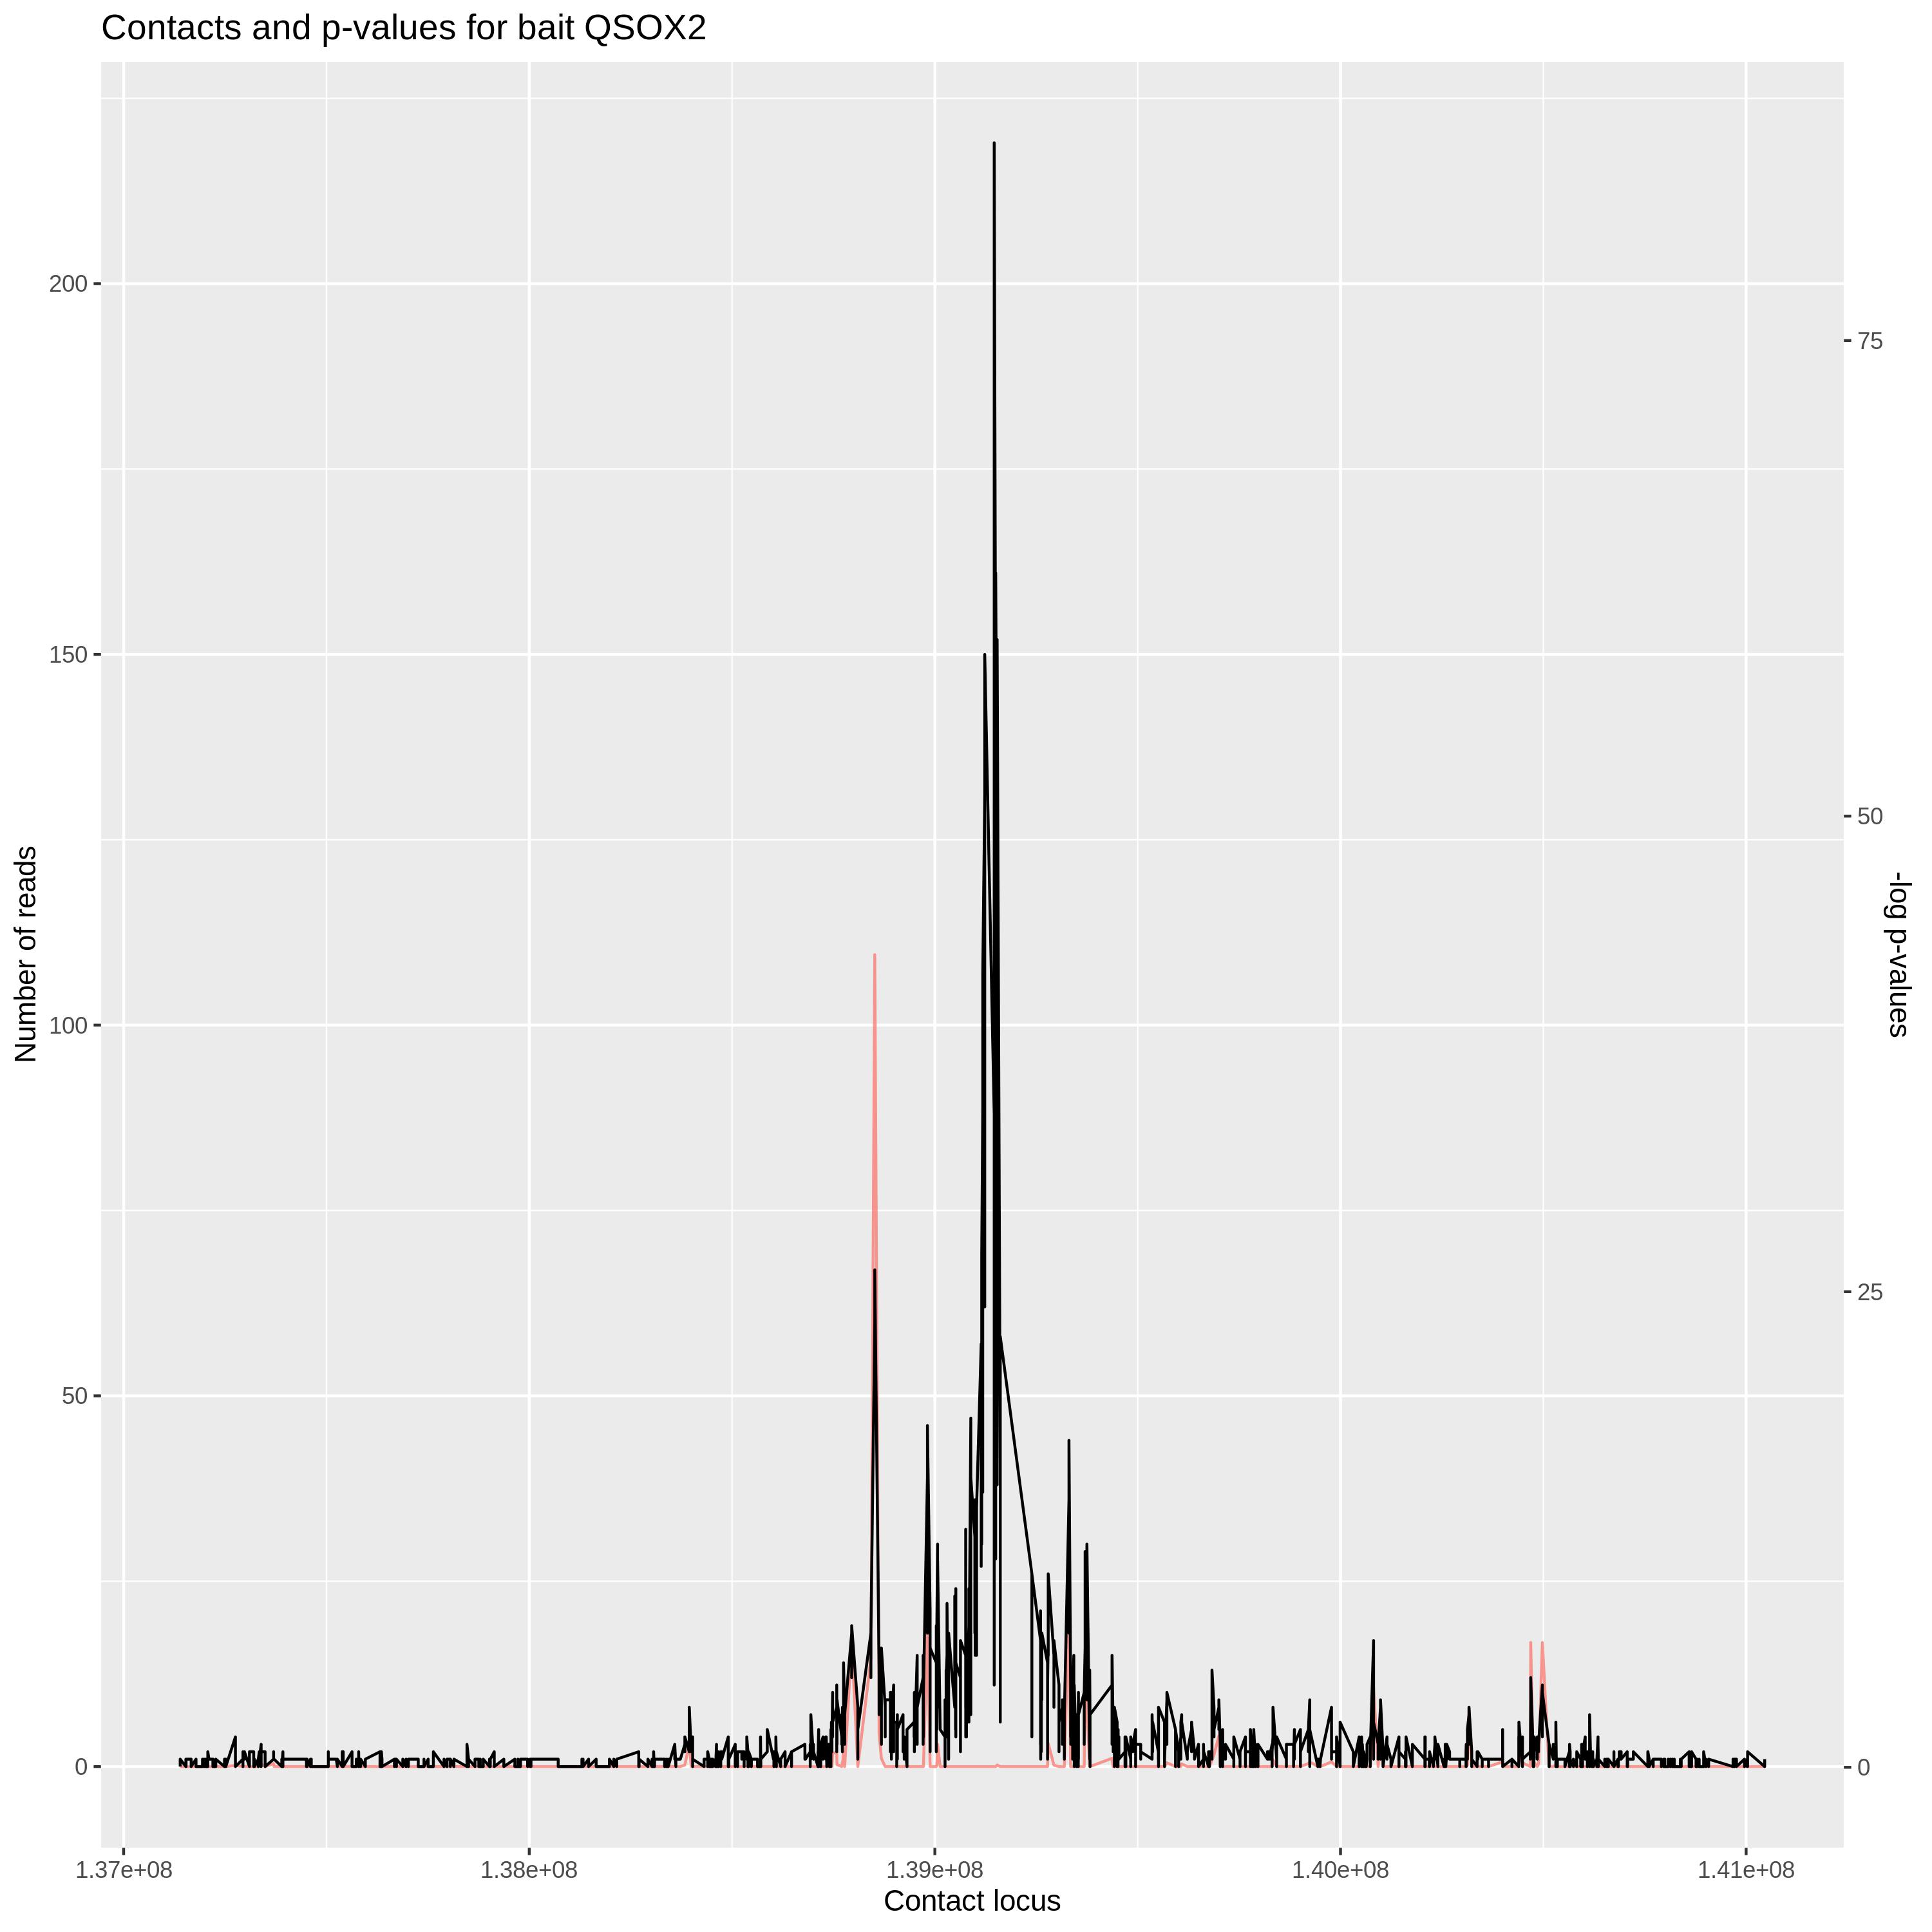 Contacts and p-values for bait QSOX2
Number of reads
200
150
100
50
0
75
50
25
0
-log p-values
1.37e+08
1.38e+08
1.39e+08
1.40e+08
1.41e+08
Contact locus